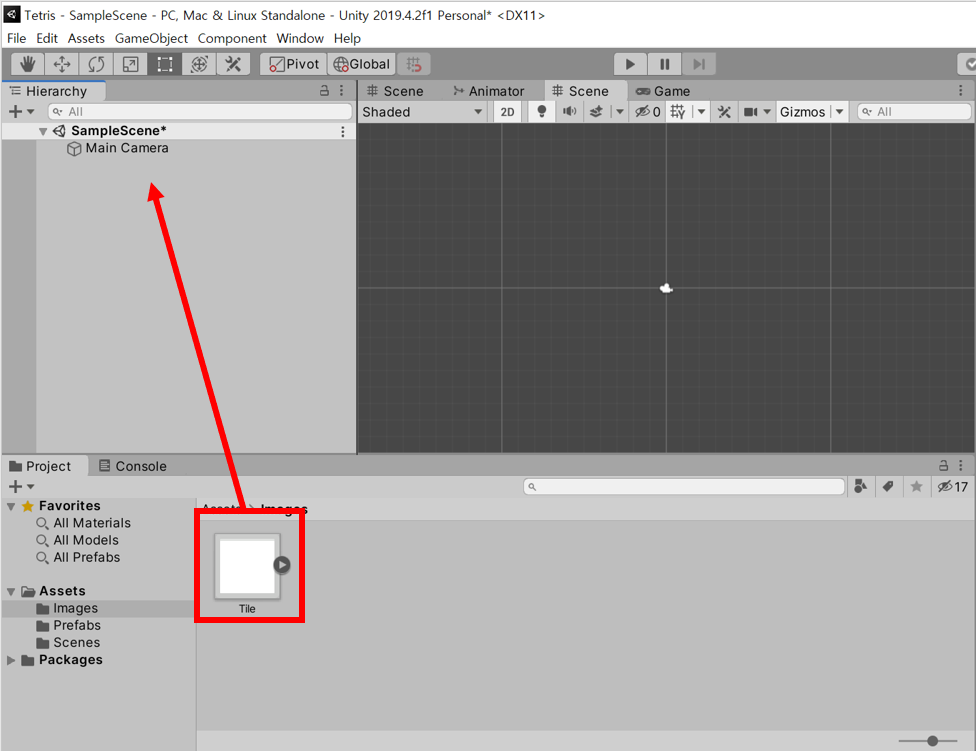 Tetris - SampleScene - PC, Mac & Linux Standalone - Unity 2019.4.2f1 Personal* <DX11>
File Edit Assets GameObject Component Window Help
Pivot Global
Hierarchy
All
SampleScene*
Main Camera
Scene Animator Scene Game
Shaded 2D 0 Gizmos All
Project Console
17
Favorites
All Materials
All Models
All Prefabs
Assets
Images
Prefabs
Scenes
Packages
Assets > Images
Tile